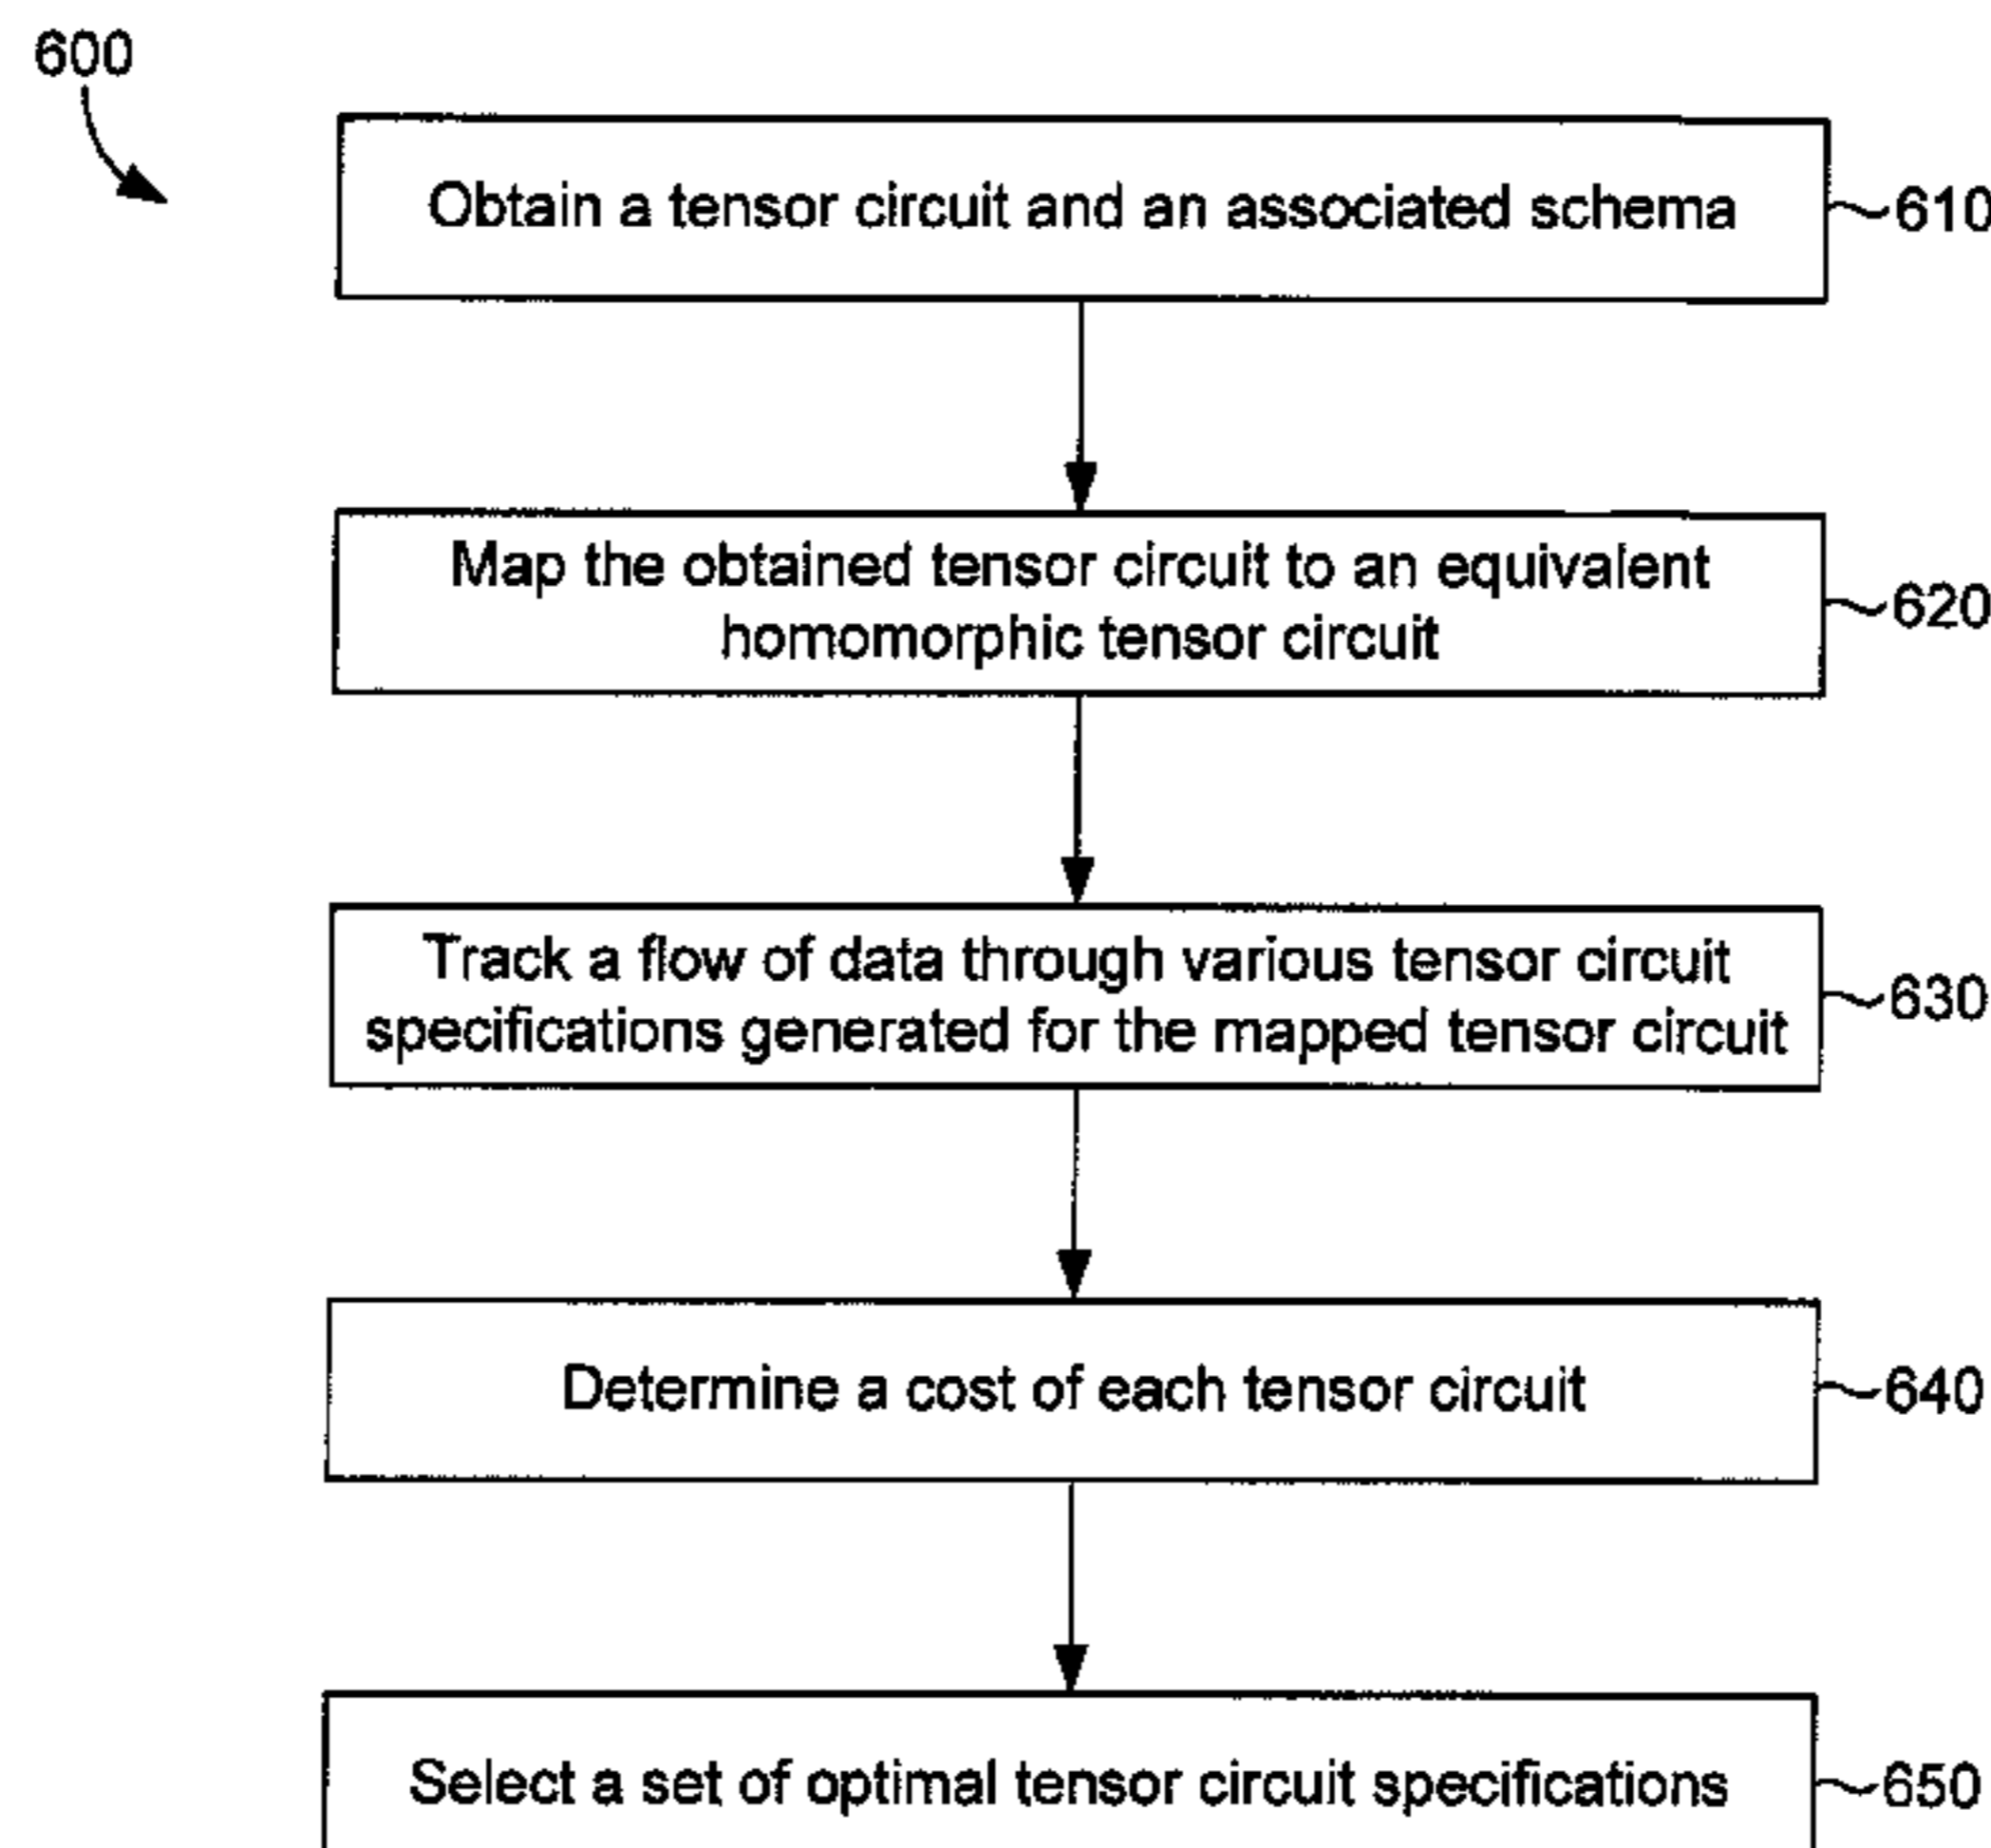 600
Obtain a tensor circuit and an associated schema
610
Map the obtained tensor circuit to an equivalent
homomorphic tensor circuit
620
Track a flow of data through various tensor circuit
specifications generated for the mapped tensor circuit
630
Determine a cost of each tensor circuit
640
Select a set of optimal tensor circuit specifications
650